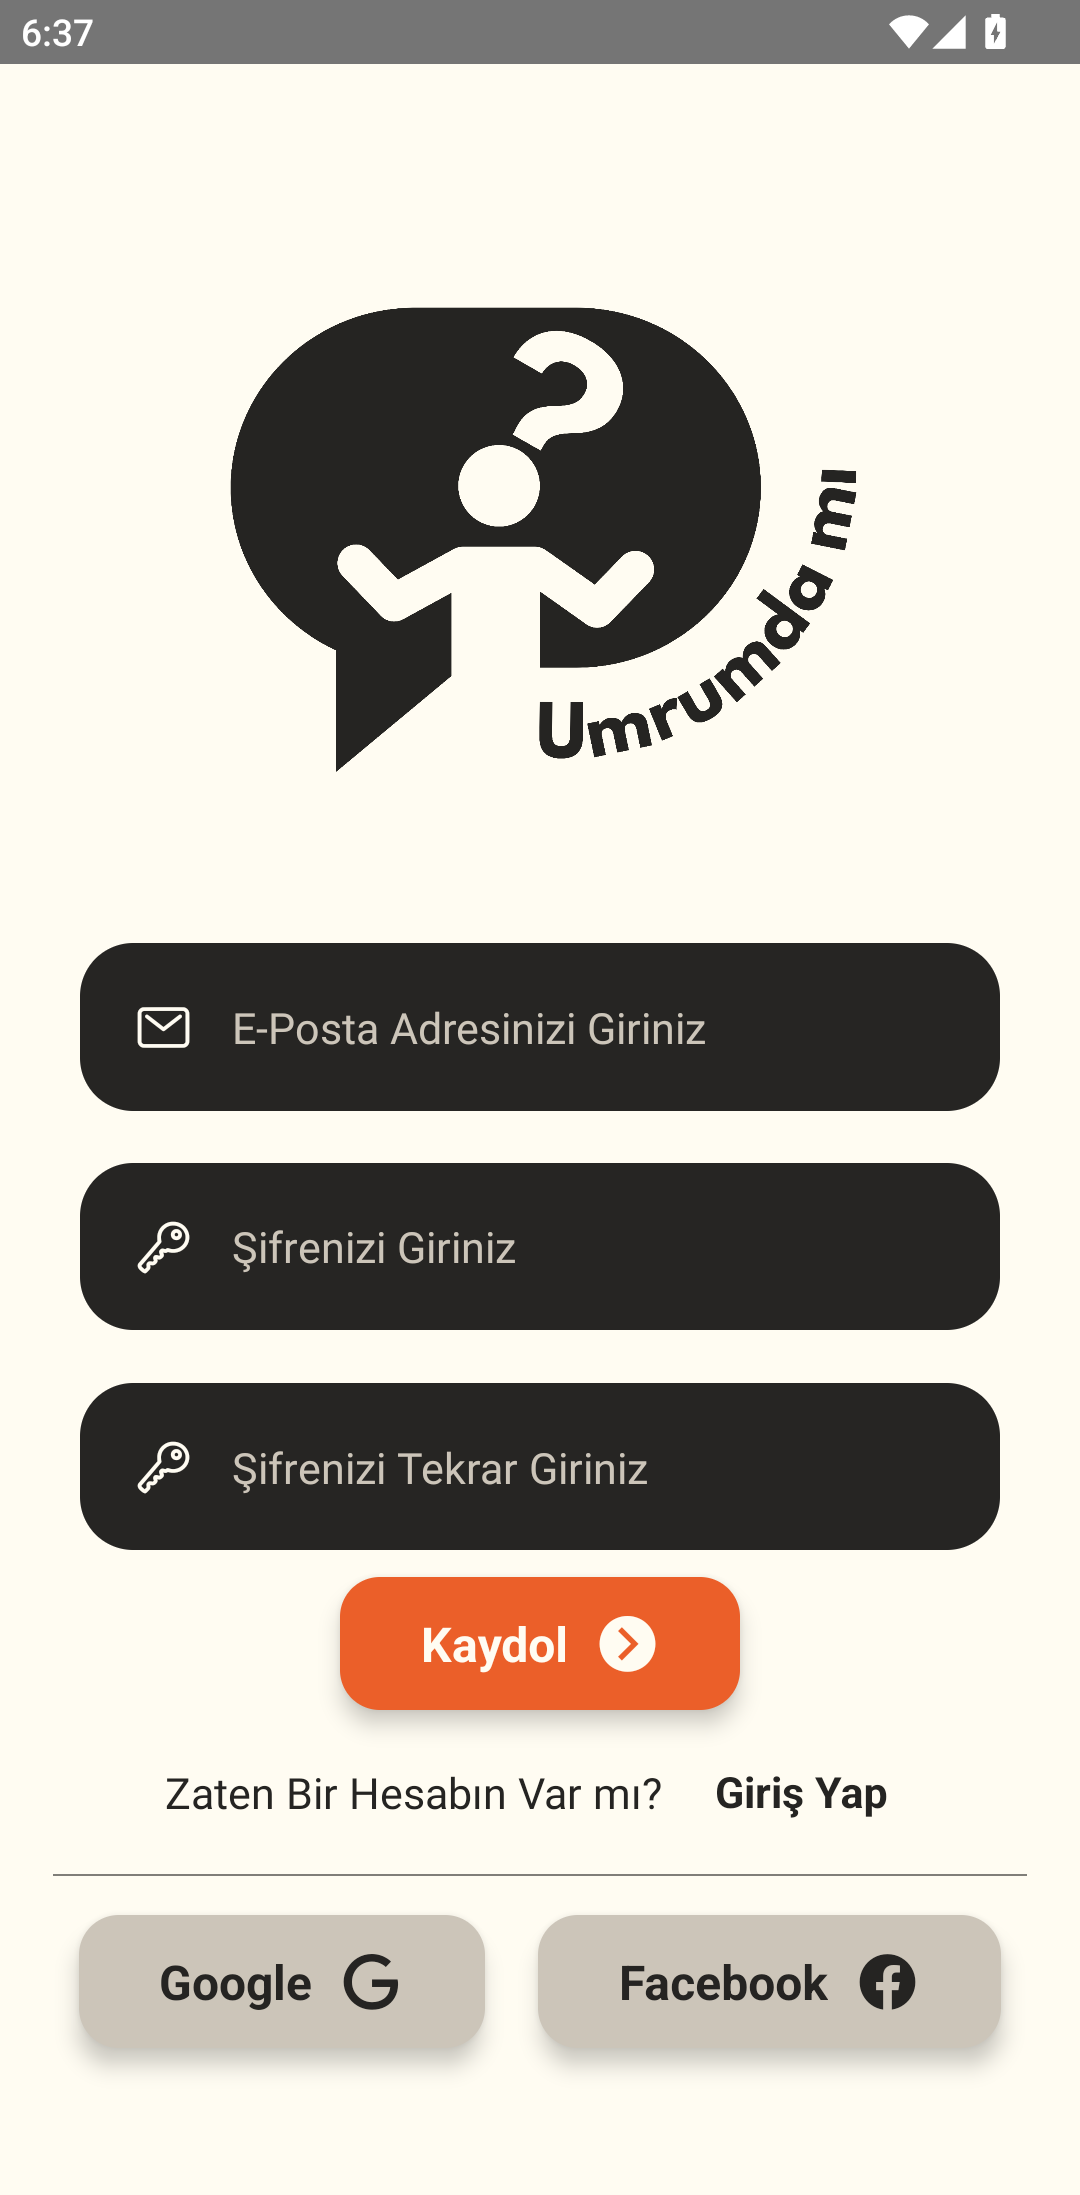 6:37
?
Umrumda mı
E-Posta Adresinizi Giriniz
Şifrenizi Giriniz
Şifrenizi Tekrar Giriniz
Kaydol
Zaten Bir Hesabın Var mı? Giriş Yap
Google
Facebook